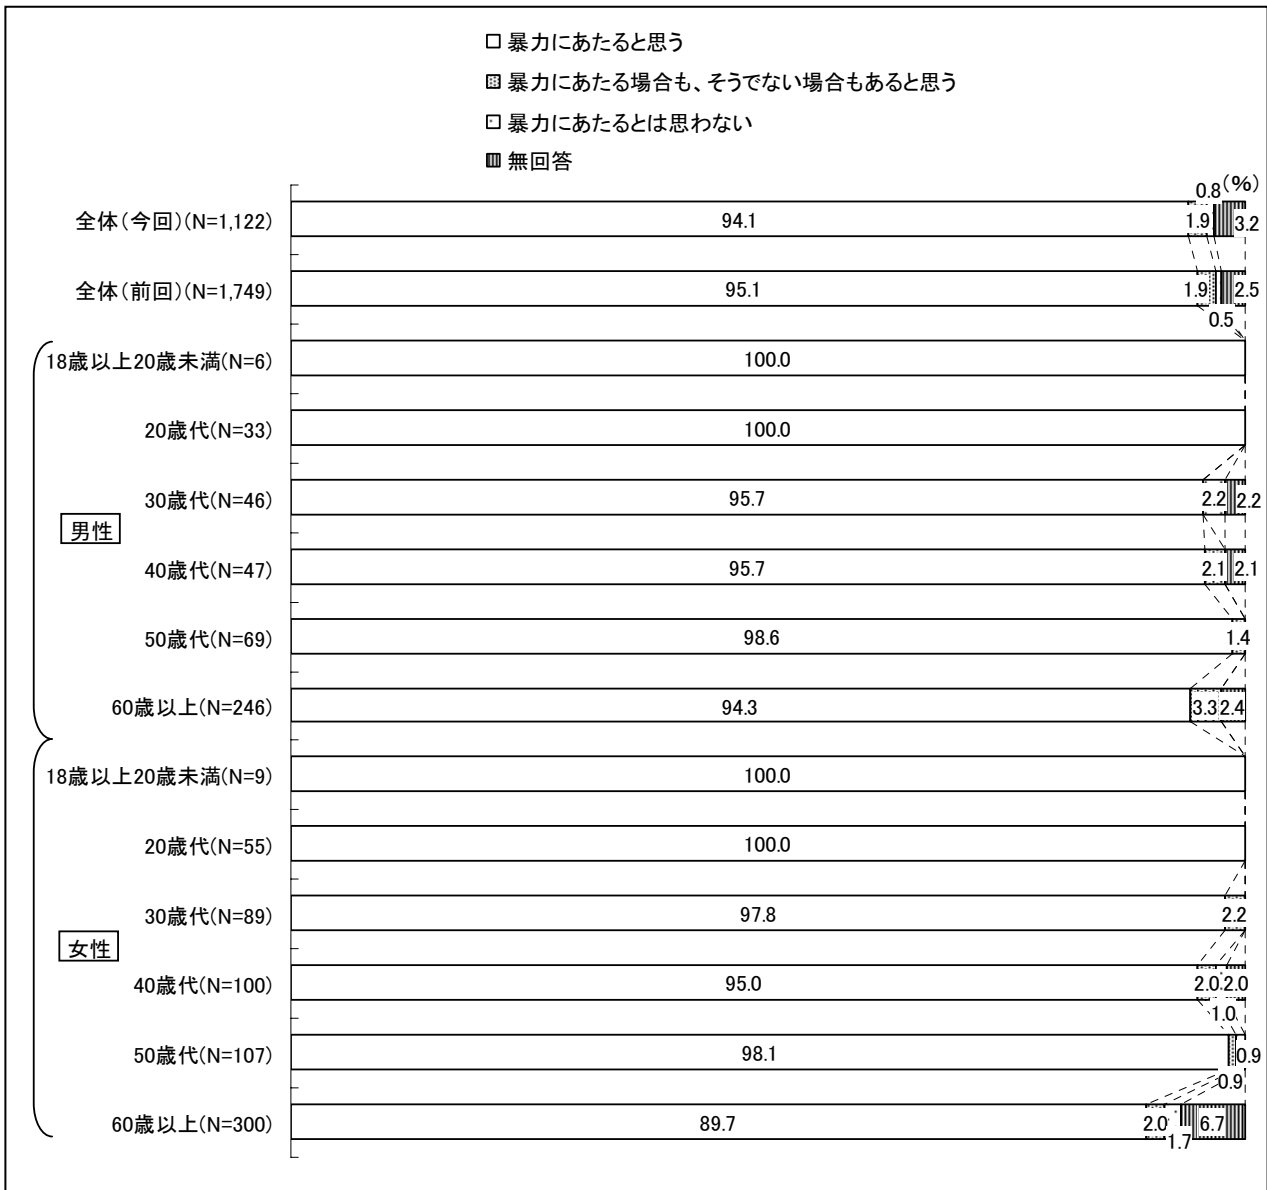 暴力にあたると思う
暴力にあたる場合も、そうでない場合もあると思う
暴力にあたるとは思わない
無回答
(%)
全体(今回)(N=1,122) 94.1 1.9 0.8 3.2
全体(前回)(N=1,749) 95.1 1.9 0.5 2.5
男性
18歳以上20歳未満(N=6) 100.0
20歳代(N=33) 100.0
30歳代(N=46) 95.7 2.2 2.2
40歳代(N=47) 95.7 2.1 2.1
50歳代(N=69) 98.6 1.4
60歳以上(N=246) 94.3 3.3 2.4
女性
18歳以上20歳未満(N=9) 100.0
20歳代(N=55) 100.0
30歳代(N=89) 97.8 2.2
40歳代(N=100) 95.0 2.0 1.0 2.0
50歳代(N=107) 98.1 0.9 0.9
60歳以上(N=300) 89.7 2.0 1.7 6.7